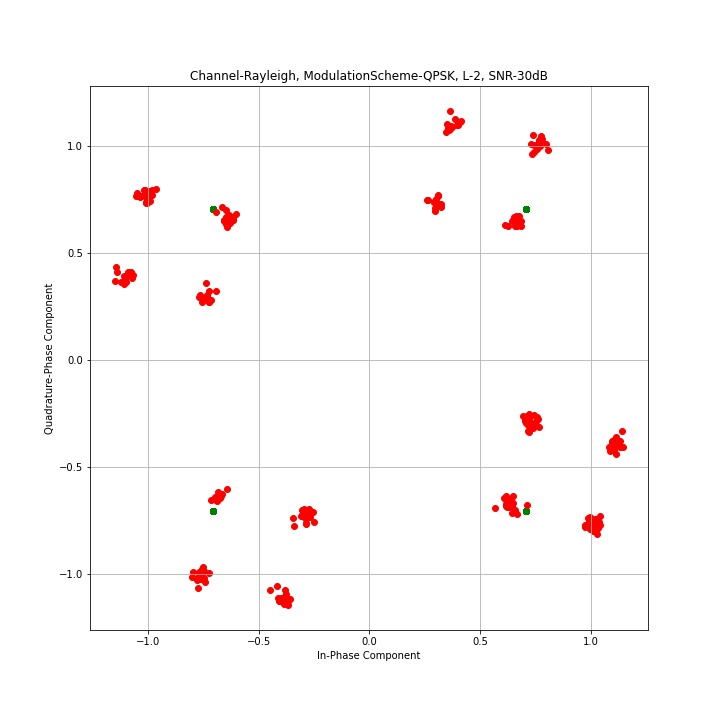 Channel-Rayleigh, ModulationScheme-QPSK, L-2, SNR-30dB
1.0
0.5
0.0
−0.5
−1.0
Quadrature-Phase Component
−1.0 −0.5 0.0 0.5 1.0
In-Phase Component